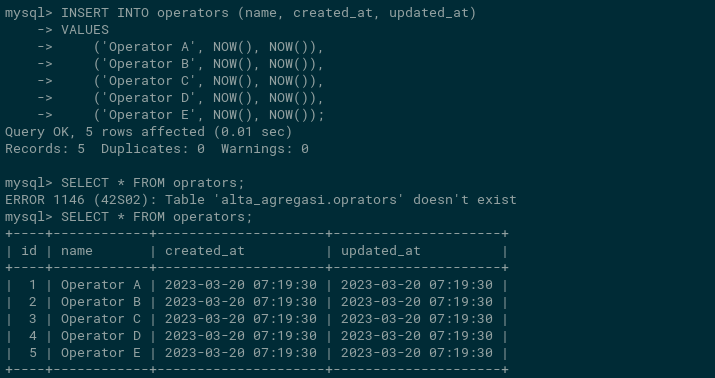 mysql> INSERT INTO operators (name, created_at, updated_at)
    -> VALUES
    ->     ('Operator A', NOW(), NOW()),
    ->     ('Operator B', NOW(), NOW()),
    ->     ('Operator C', NOW(), NOW()),
    ->     ('Operator D', NOW(), NOW()),
    ->     ('Operator E', NOW(), NOW());
Query OK, 5 rows affected (0.01 sec)
Records: 5  Duplicates: 0  Warnings: 0

mysql> SELECT * FROM oprators;
ERROR 1146 (42S02): Table 'alta_agregasi.oprators' doesn't exist
mysql> SELECT * FROM operators;
+----+------------+---------------------+---------------------+
| id | name       | created_at          | updated_at          |
+----+------------+---------------------+---------------------+
|  1 | Operator A | 2023-03-20 07:19:30 | 2023-03-20 07:19:30 |
|  2 | Operator B | 2023-03-20 07:19:30 | 2023-03-20 07:19:30 |
|  3 | Operator C | 2023-03-20 07:19:30 | 2023-03-20 07:19:30 |
|  4 | Operator D | 2023-03-20 07:19:30 | 2023-03-20 07:19:30 |
|  5 | Operator E | 2023-03-20 07:19:30 | 2023-03-20 07:19:30 |
+----+------------+---------------------+---------------------+